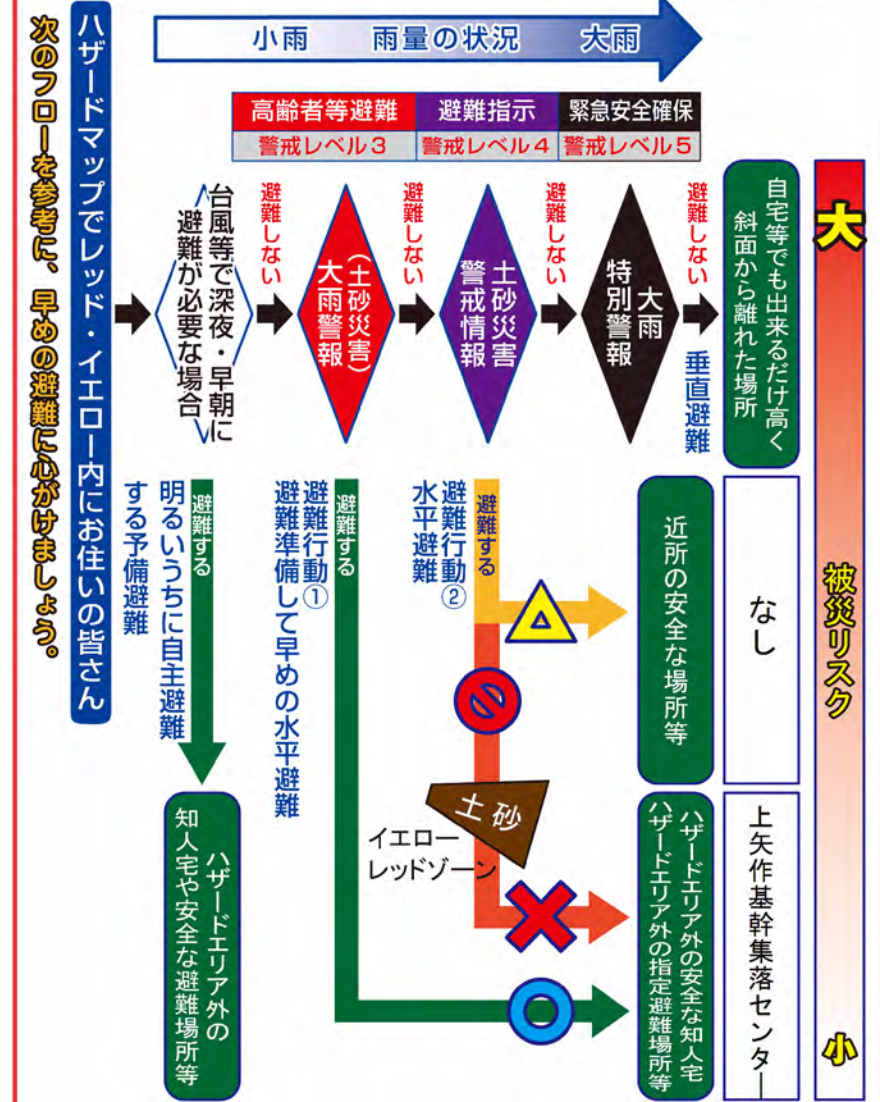 小雨 雨量の状況 大雨
高齢者等避難 避難指示 緊急安全確保
警戒レベル3 警戒レベル4 警戒レベル5
次のフローを参考に、早めの避難に心がけましょう。
ハザードマップでレッド・イエロー内にお住いの皆さん
台風等で深夜・早朝に
避難が必要な場合
避難しない
大雨警報
(土砂災害)
避難しない
土砂災害
警戒情報
避難しない
大雨
特別警報
避難しない
垂直避難
自宅等でも出来るだけ高く
斜面から離れた場所
避難する
明るいうちに自主避難
する予備避難
ハザードエリア外の
知人宅や安全な避難場所等
避難する
避難行動①
避難準備して早めの水平避難
避難する
避難行動②
水平避難
土砂
イエロー
レッドゾーン
近所の安全な場所等
なし
ハザードエリア外の安全な知人宅
ハザードエリア外の指定避難場所等
上矢作基幹集落センター
大
被災リスク
小